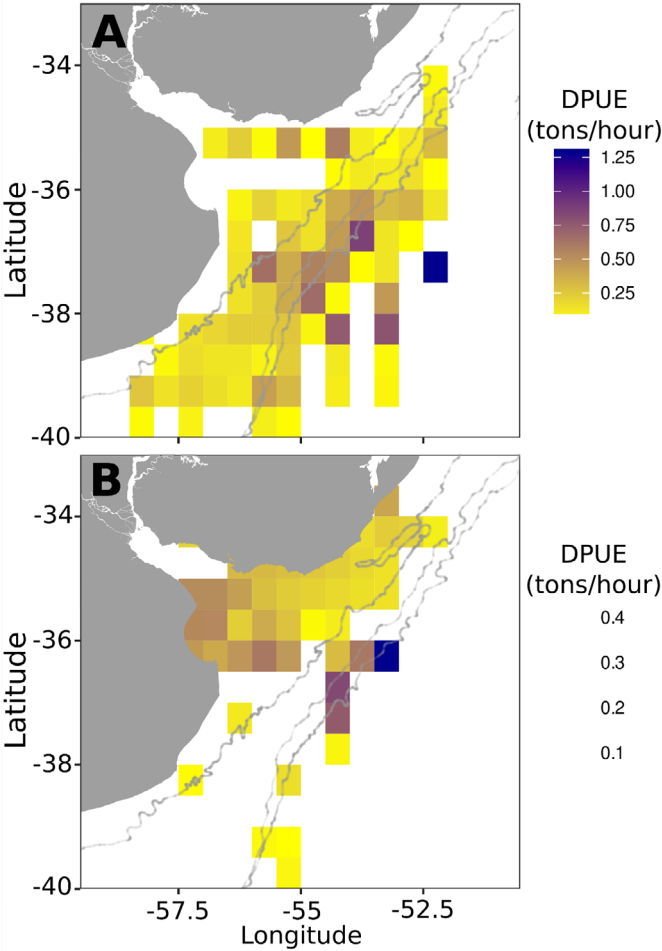 A
-34
-36
-38
-40
Latitude
DPUE
(tons/hour)
1.25
1.00
0.75
0.50
0.25
B
-34
-36
-38
-40
Latitude
-57.5
-55
-52.5
Longitude
DPUE
(tons/hour)
0.4
0.3
0.2
0.1